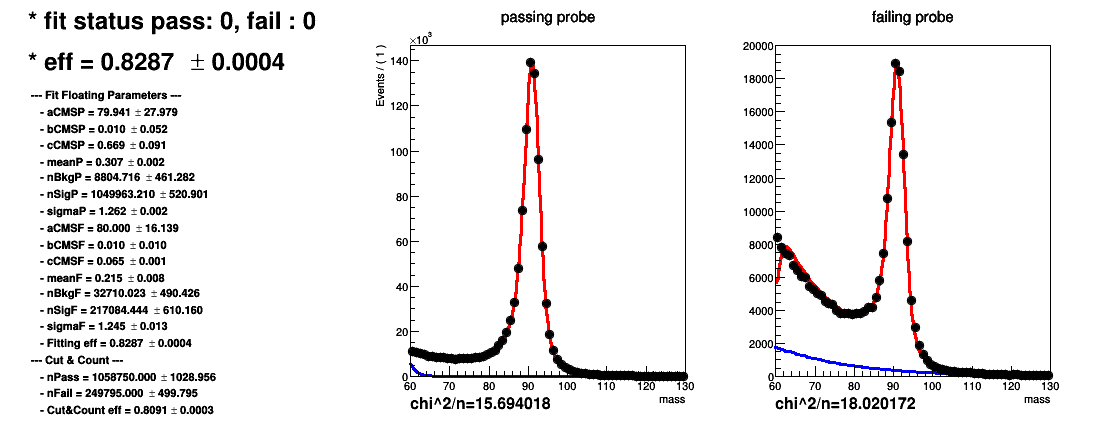 * fit status pass: 0, fail : 0
* eff = 0.8287 ± 0.0004
--- Fit Floating Parameters ---
- aCMSP = 79.941 ± 27.979
- bCMSP = 0.010 ± 0.052
- cCMSP = 0.669 ± 0.091
- meanP = 0.307 ± 0.002
- nBkgP = 8804.716 ± 461.282
- nSigP = 1049963.210 ± 520.901
- sigmaP = 1.262 ± 0.002
- aCMSF = 80.000 ± 16.139
- bCMSF = 0.010 ± 0.010
- cCMSF = 0.065 ± 0.001
- meanF = 0.215 ± 0.008
- nBkgF = 32710.023 ± 490.426
- nSigF = 217084.444 ± 610.160
- sigmaF = 1.245 ± 0.013
- Fitting eff = 0.8287 ± 0.0004
--- Cut & Count ---
- nPass = 1058750.000 ± 1028.956
- nFail = 249795.000 ± 499.795
- Cut&Count eff = 0.8091 ± 0.0003
passing probe
×10³
Events / ( 1 )
140
120
100
80
60
40
20
0
60 70 80 90 100 110 120 130
mass
chi^2/n=15.694018
failing probe
20000
18000
16000
14000
12000
10000
8000
6000
4000
2000
0
60 70 80 90 100 110 120 130
mass
chi^2/n=18.020172